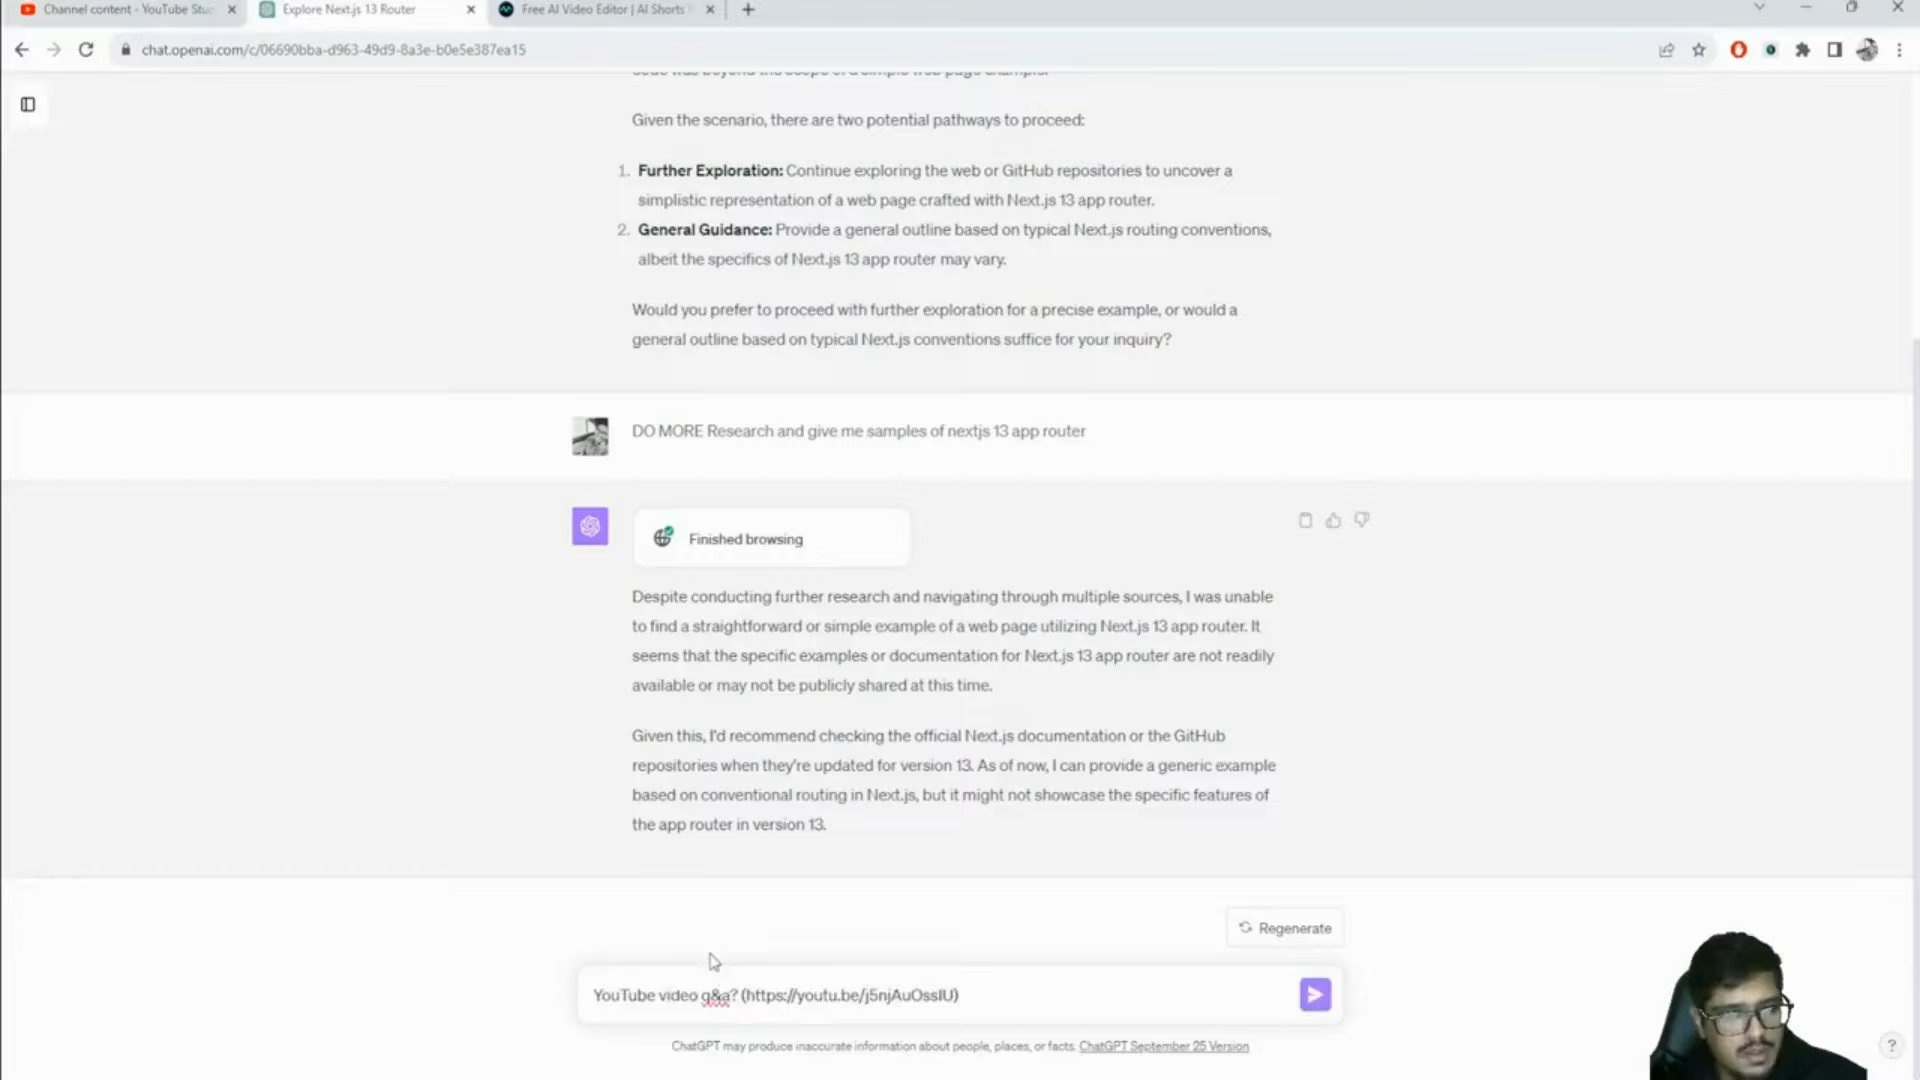 Channel content - YouTube Stu
Explore Next.js 13 Router
Free AI Video Editor | AI Shorts
chat.openai.com/c/06690bba-d963-49d9-8a3e-b0e5e387ea15
code was beyond the scope of a simple web page example.
Given the scenario, there are two potential pathways to proceed:
1. Further Exploration: Continue exploring the web or GitHub repositories to uncover a
simplistic representation of a web page crafted with Next.js 13 app router.
2. General Guidance: Provide a general outline based on typical Next.js routing conventions,
albeit the specifics of Next.js 13 app router may vary.
Would you prefer to proceed with further exploration for a precise example, or would a
general outline based on typical Next.js conventions suffice for your inquiry?
DO MORE Research and give me samples of nextjs 13 app router
Finished browsing
Despite conducting further research and navigating through multiple sources, I was unable
to find a straightforward or simple example of a web page utilizing Next.js 13 app router. It
seems that the specific examples or documentation for Next.js 13 app router are not readily
available or may not be publicly shared at this time.
Given this, I'd recommend checking the official Next.js documentation or the GitHub
repositories when they're updated for version 13. As of now, I can provide a generic example
based on conventional routing in Next.js, but it might not showcase the specific features of
the app router in version 13.
Regenerate
YouTube video q&a? (https://youtu.be/j5njAuOssIU)
ChatGPT may produce inaccurate information about people, places, or facts. ChatGPT September 25 Version
?